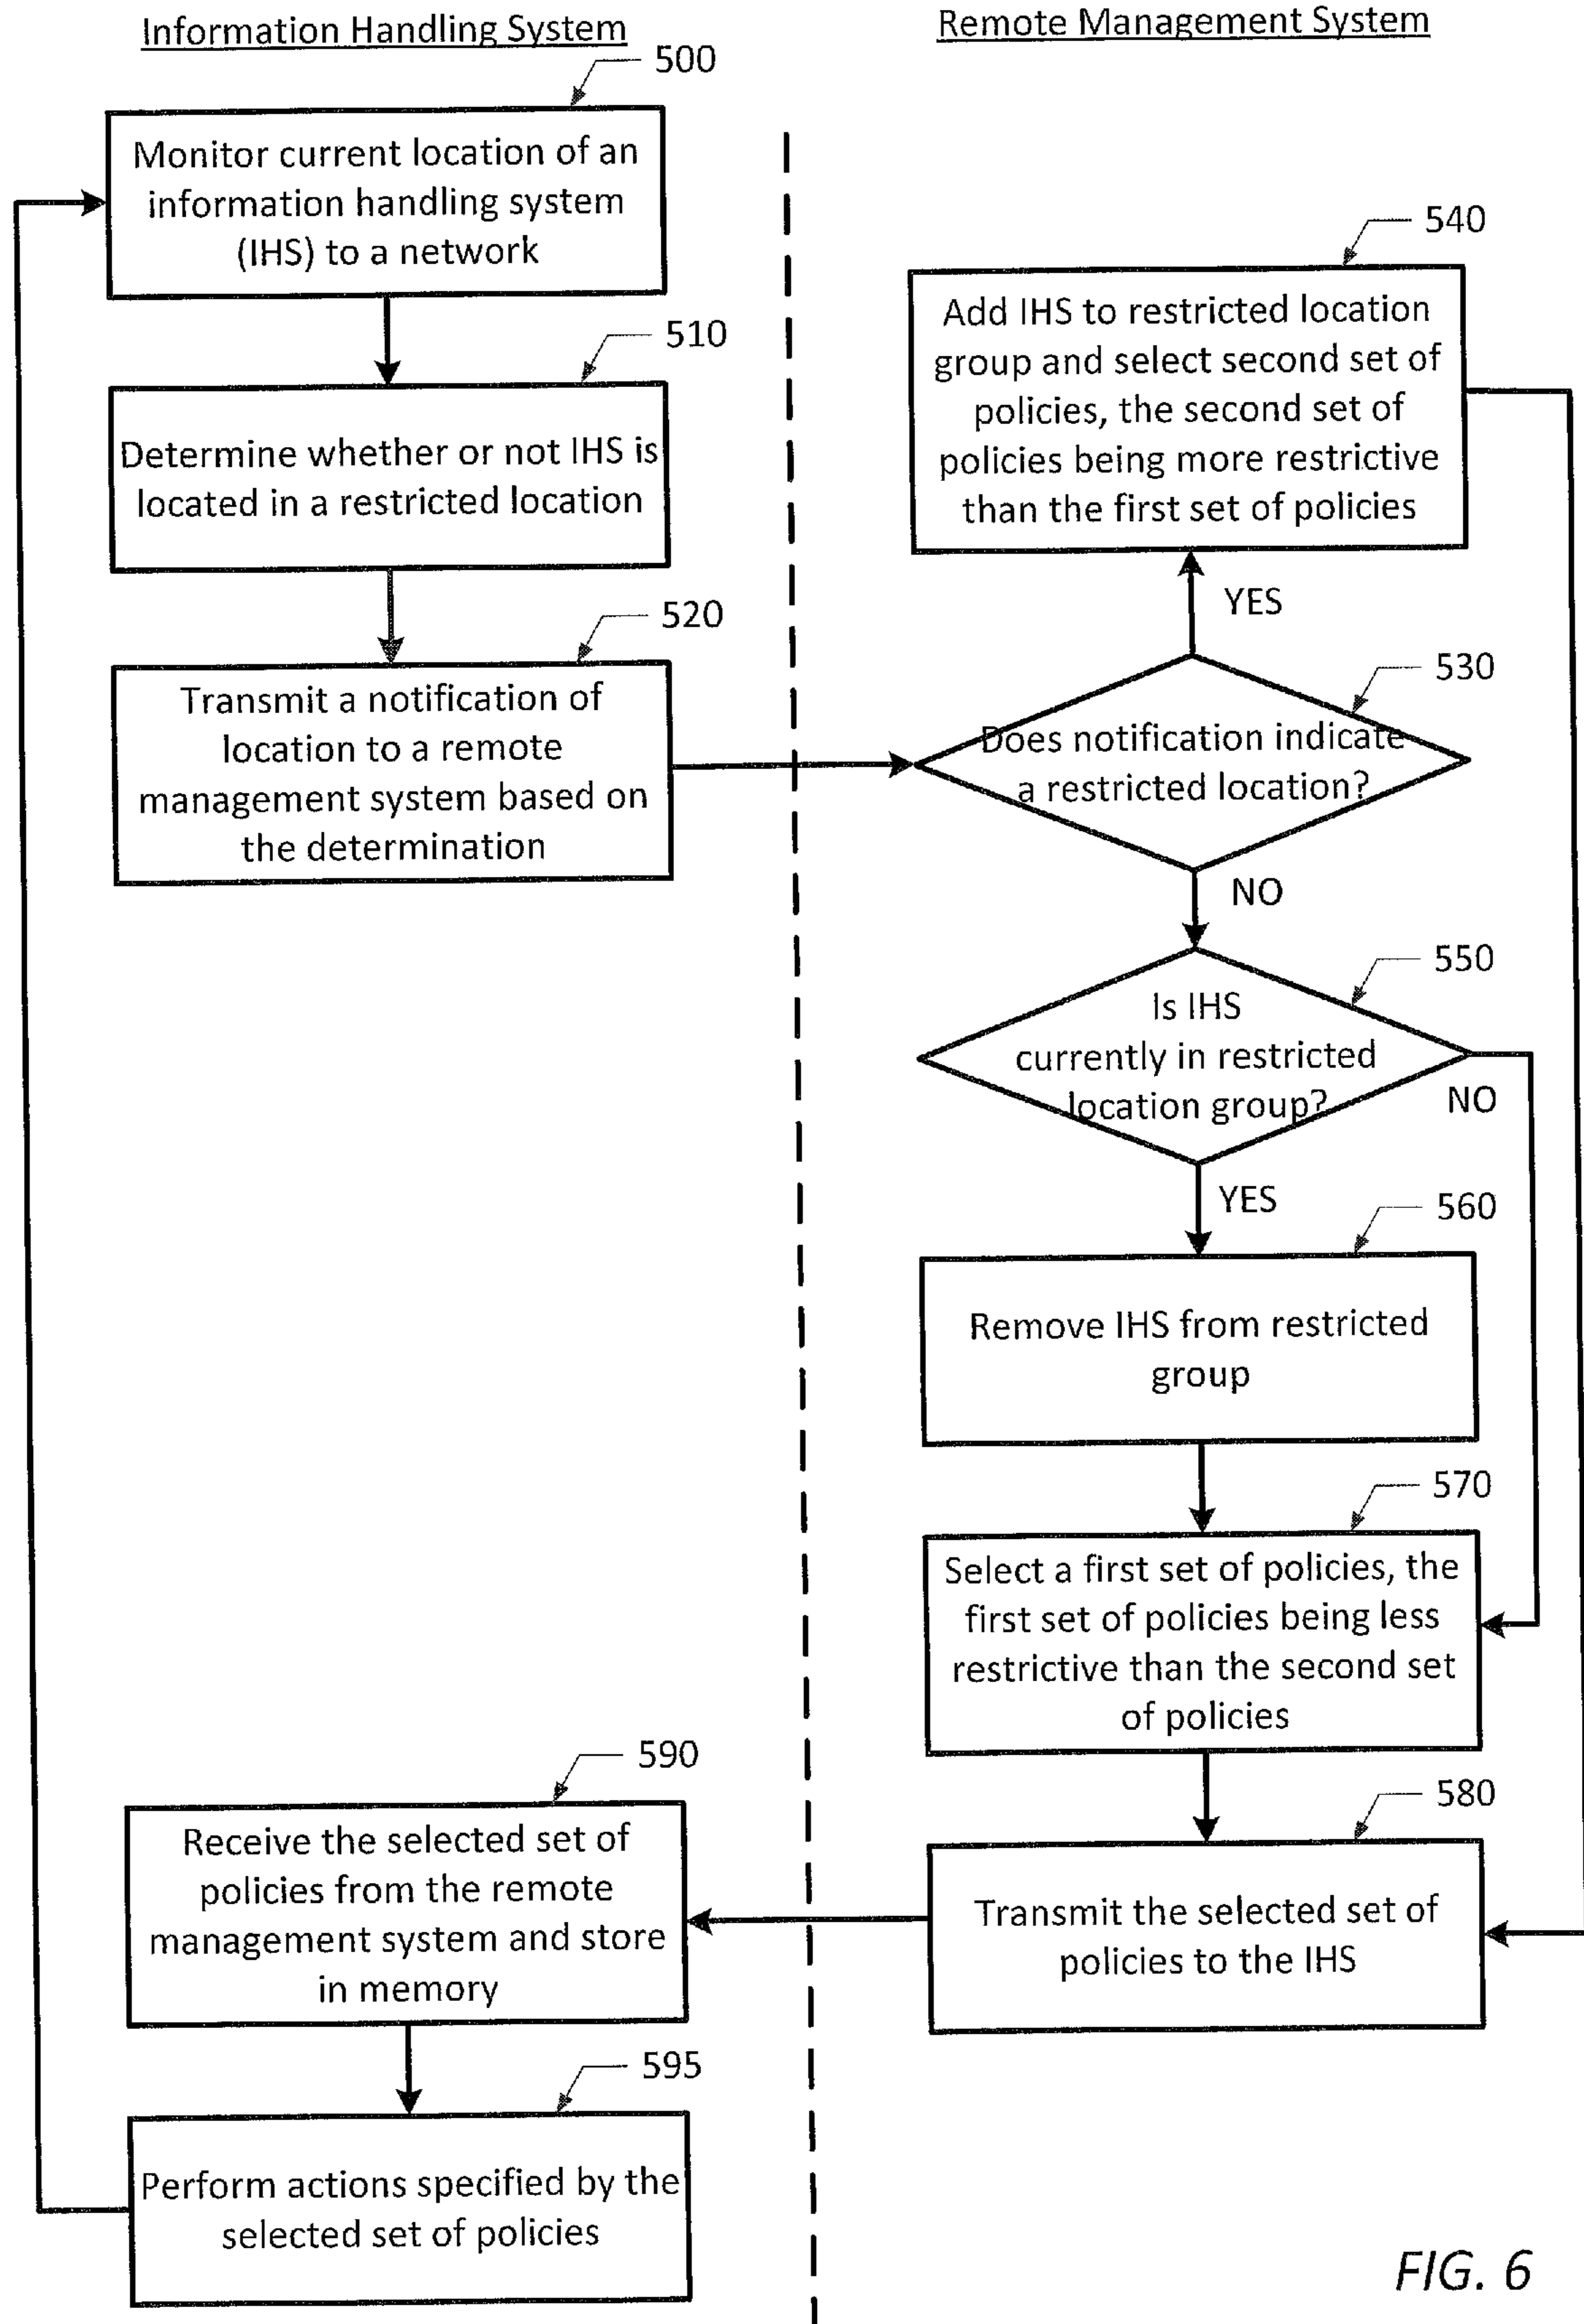 Information Handling System
500
Monitor current location of an
information handling system
(IHS) to a network
510
Determine whether or not IHS is
located in a restricted location
520
Transmit a notification of
location to a remote
management system based on
the determination
Remote Management System
540
Add IHS to restricted location
group and select second set of
policies, the second set of
policies being more restrictive
than the first set of policies
YES
530
Does notification indicate
a restricted location?
NO
550
Is IHS
currently in restricted
location group?
NO
YES
560
Remove IHS from restricted
group
570
Select a first set of policies, the
first set of policies being less
restrictive than the second set
of policies
580
Transmit the selected set of
policies to the IHS
590
Receive the selected set of
policies from the remote
management system and store
in memory
595
Perform actions specified by the
selected set of policies
FIG. 6